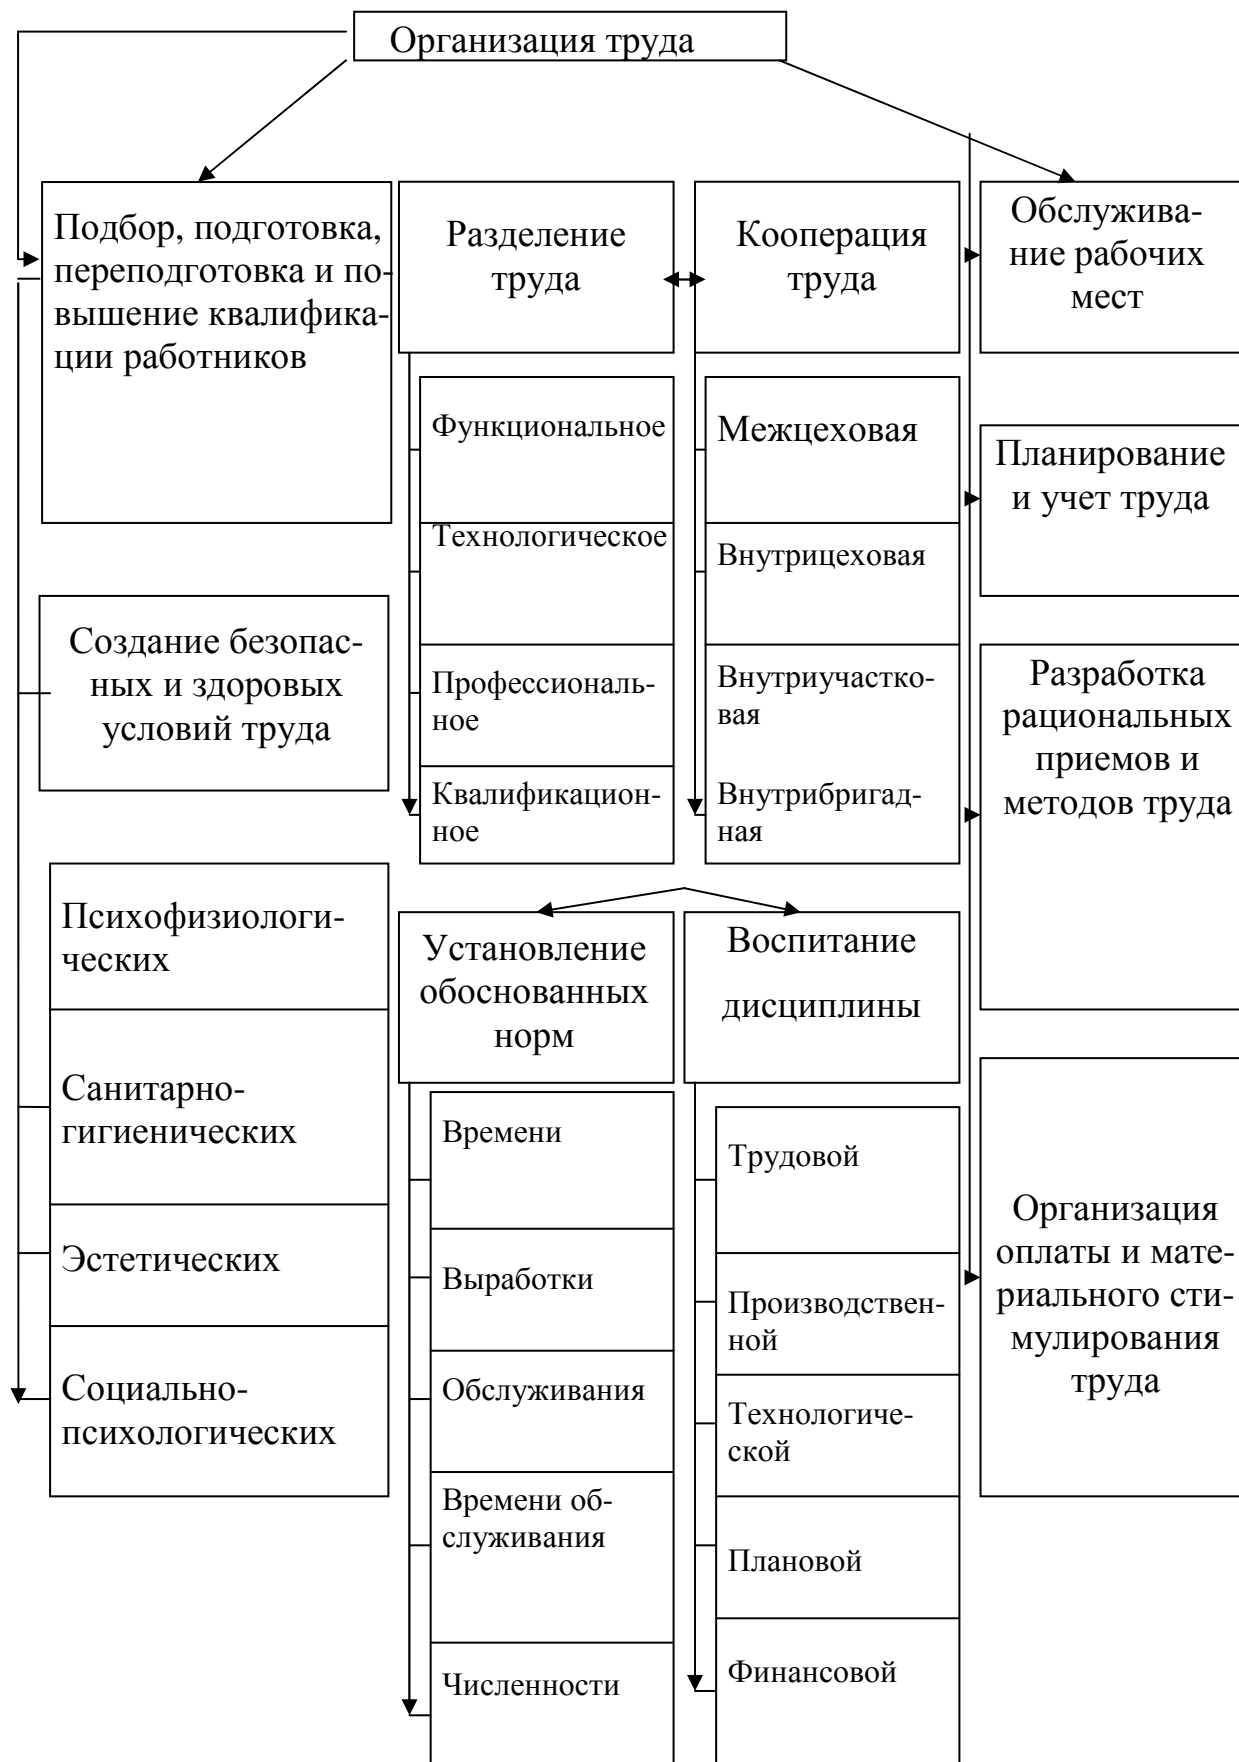 Организация труда
Подбор, подготовка,
переподготовка и по-
вышение квалифика-
ции работников
Разделение
труда
Кооперация
труда
Обслужива-
ние рабочих
мест
Функциональное
Технологическое
Профессиональ-
ное
Квалификацион-
ное
Межцеховая
Внутрицеховая
Внутриучастко-
вая
Внутрибригад-
ная
Планирование
и учет труда
Создание безопас-
ных и здоровых
условий труда
Разработка
рациональных
приемов и
методов труда
Психофизиологи-
ческих
Санитарно-
гигиенических
Эстетических
Социально-
психологических
Установление
обоснованных
норм
Времени
Выработки
Обслуживания
Времени об-
служивания
Численности
Воспитание
дисциплины
Трудовой
Производствен-
ной
Технологиче-
ской
Плановой
Финансовой
Организация
оплаты и мате-
риального сти-
мулирования
труда